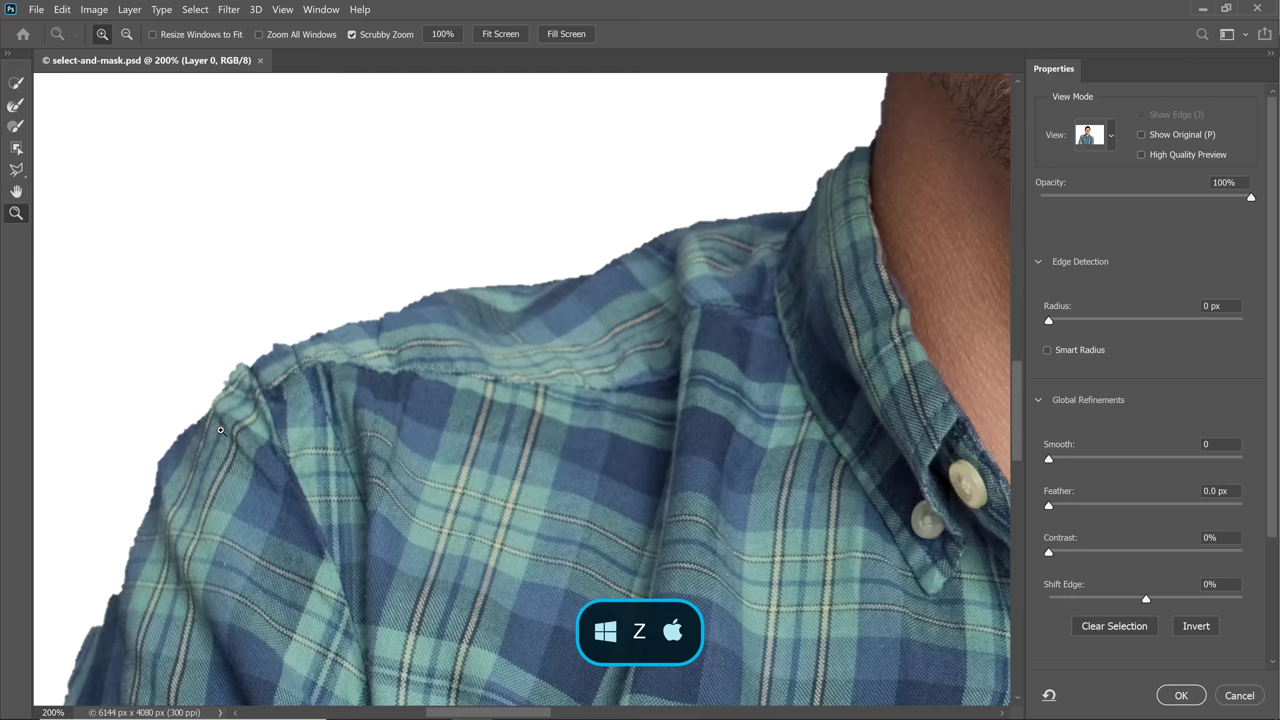 Ps File Edit Image Layer Type Select Filter 3D View Window Help
Resize Windows to Fit Zoom All Windows Scrubby Zoom 100% Fit Screen Fill Screen
© select-and-mask.psd @ 200% (Layer 0, RGB/8) ×
Properties
View Mode
Show Edge (J)
View: Show Original (P)
High Quality Preview
Opacity: 100%
Edge Detection
Radius: 0 px
Smart Radius
Global Refinements
Smooth: 0
Feather: 0.0 px
Contrast: 0%
Shift Edge: 0%
Clear Selection Invert
Z
OK Cancel
200% © 6144 px x 4080 px (300 ppi)